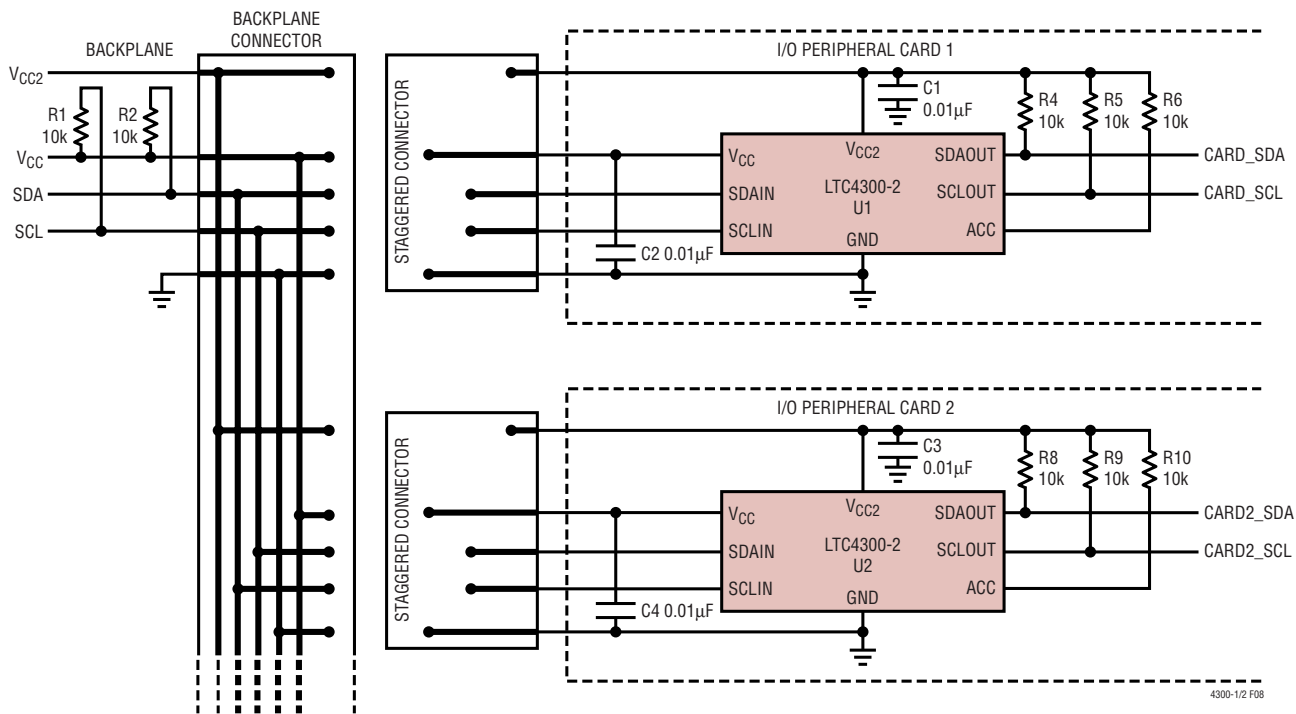 BACKPLANE
BACKPLANE
CONNECTOR
VCC2
R1
10k
R2
10k
VCC
SDA
SCL
STAGGERED CONNECTOR
I/O PERIPHERAL CARD 1
C1
0.01µF
R4
10k
R5
10k
R6
10k
VCC
VCC2
SDAOUT
CARD_SDA
SDAIN
LTC4300-2
U1
SCLOUT
CARD_SCL
SCLIN
GND
ACC
C2 0.01µF
STAGGERED CONNECTOR
I/O PERIPHERAL CARD 2
C3
0.01µF
R8
10k
R9
10k
R10
10k
VCC
VCC2
SDAOUT
CARD2_SDA
SDAIN
LTC4300-2
U2
SCLOUT
CARD2_SCL
SCLIN
GND
ACC
C4 0.01µF
4300-1/2 F08